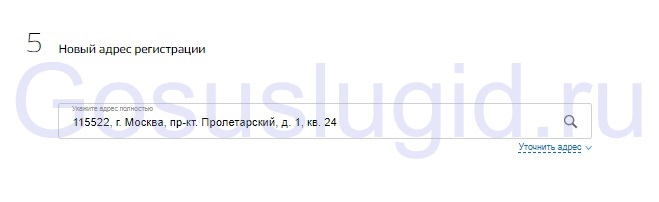 5 Новый адрес регистрации
Gosuslugid.ru
Укажите адрес полностью
115522, г. Москва, пр-кт. Пролетарский, д. 1, кв. 24
Уточнить адрес